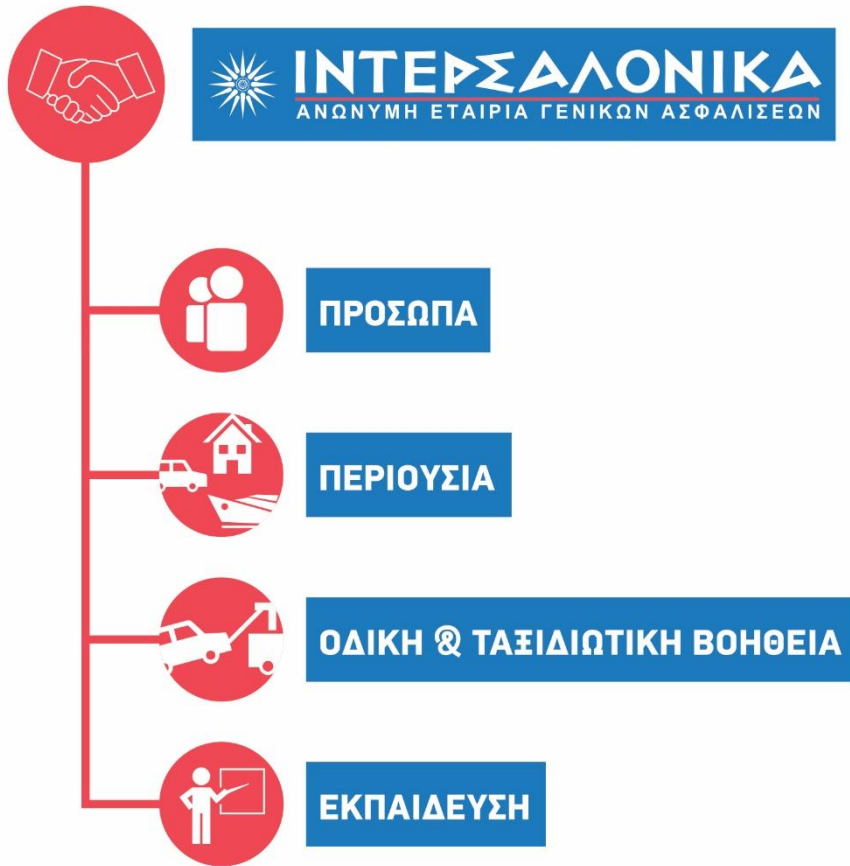 ΙΝΤΕΡΣΑΛΟΝΙΚΑ
ΑΝΩΝΥΜΗ ΕΤΑΙΡΙΑ ΓΕΝΙΚΩΝ ΑΣΦΑΛΙΣΕΩΝ
ΠΡΟΣΩΠΑ
ΠΕΡΙΟΥΣΙΑ
ΟΔΙΚΗ & ΤΑΞΙΔΙΩΤΙΚΗ ΒΟΗΘΕΙΑ
ΕΚΠΑΙΔΕΥΣΗ